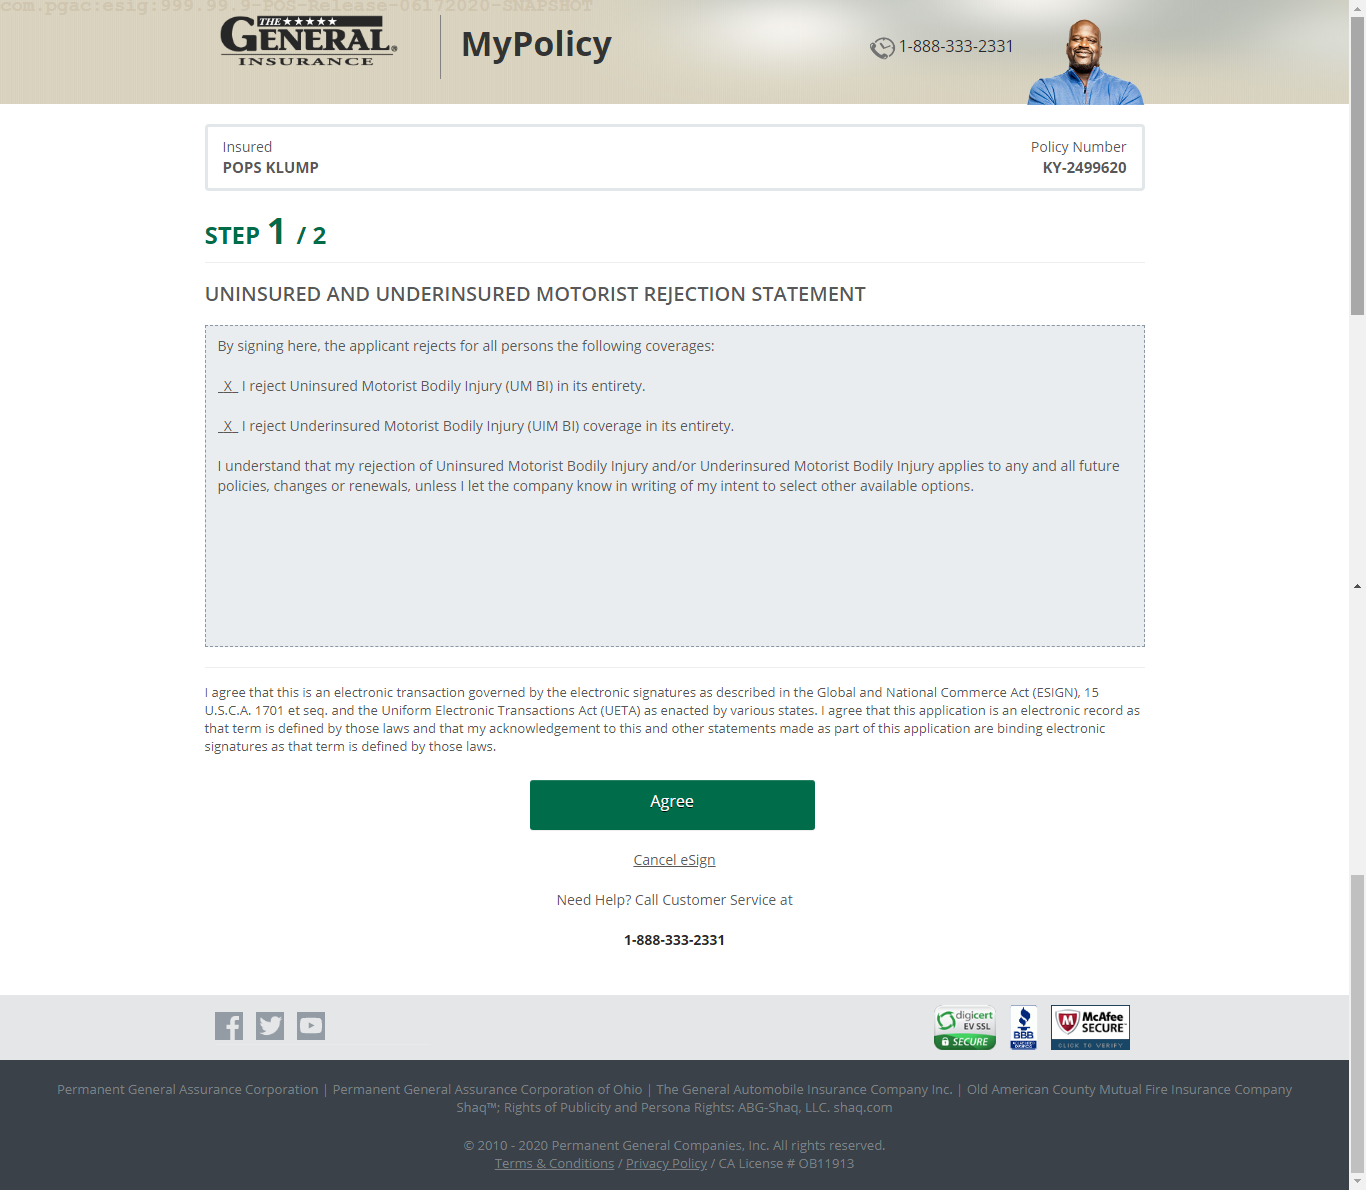 com.pgac:esig:999.99.9-POS-Release-06172020-SNAPSHOT
THE
GENERAL®
INSURANCE
MyPolicy
1-888-333-2331
Insured
POPS KLUMP
Policy Number
KY-2499620
STEP 1 / 2
UNINSURED AND UNDERINSURED MOTORIST REJECTION STATEMENT
By signing here, the applicant rejects for all persons the following coverages:
_X_ I reject Uninsured Motorist Bodily Injury (UM BI) in its entirety.
_X_ I reject Underinsured Motorist Bodily Injury (UIM BI) coverage in its entirety.
I understand that my rejection of Uninsured Motorist Bodily Injury and/or Underinsured Motorist Bodily Injury applies to any and all future
policies, changes or renewals, unless I let the company know in writing of my intent to select other available options.
I agree that this is an electronic transaction governed by the electronic signatures as described in the Global and National Commerce Act (ESIGN), 15
U.S.C.A. 1701 et seq. and the Uniform Electronic Transactions Act (UETA) as enacted by various states. I agree that this application is an electronic record as
that term is defined by those laws and that my acknowledgement to this and other statements made as part of this application are binding electronic
signatures as that term is defined by those laws.
Agree
Cancel eSign
Need Help? Call Customer Service at
1-888-333-2331
digicert
EV SSL
SECURE
BBB
McAfee
SECURE™
CLICK TO VERIFY
Permanent General Assurance Corporation | Permanent General Assurance Corporation of Ohio | The General Automobile Insurance Company Inc. | Old American County Mutual Fire Insurance Company
Shaq™; Rights of Publicity and Persona Rights: ABG-Shaq, LLC. shaq.com
© 2010 - 2020 Permanent General Companies, Inc. All rights reserved.
Terms & Conditions / Privacy Policy / CA License # OB11913